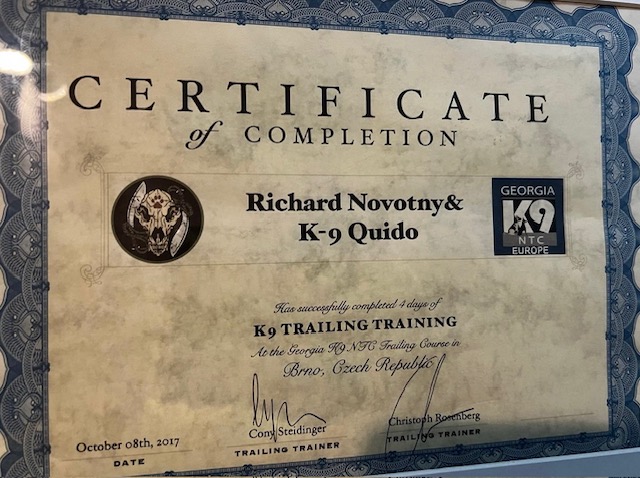 CERTIFICATE
of COMPLETION
Richard Novotny&
K-9 Quido
GEORGIA
K9
NTC
EUROPE
Has successfully completed 4 days of
K9 TRAILING TRAINING
At the Georgia K9 NTC Trailing Course in
Brno, Czech Republic
October 08th, 2017
DATE
Cony Steidinger
TRAILING TRAINER
Christoph Rosenberg
TRAILING TRAINER